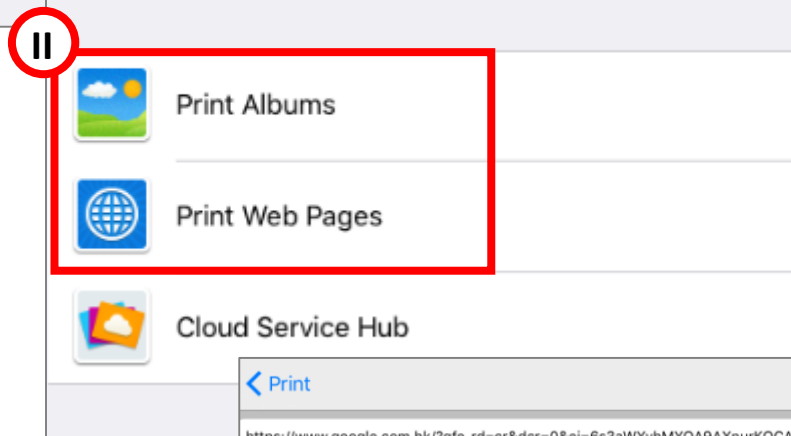 II
Print Albums
Print Web Pages
Cloud Service Hub
Print